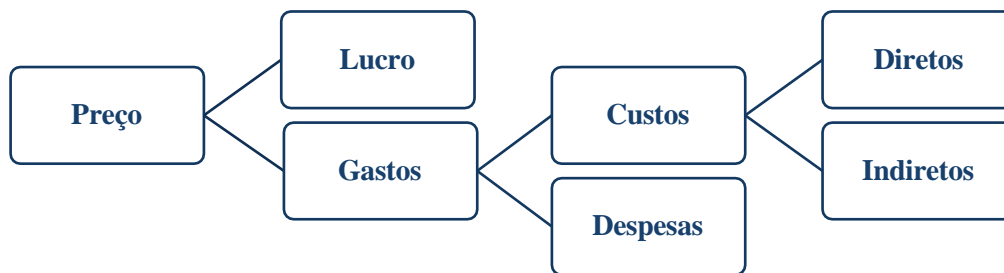 Preço
Lucro
Gastos
Custos
Despesas
Diretos
Indiretos